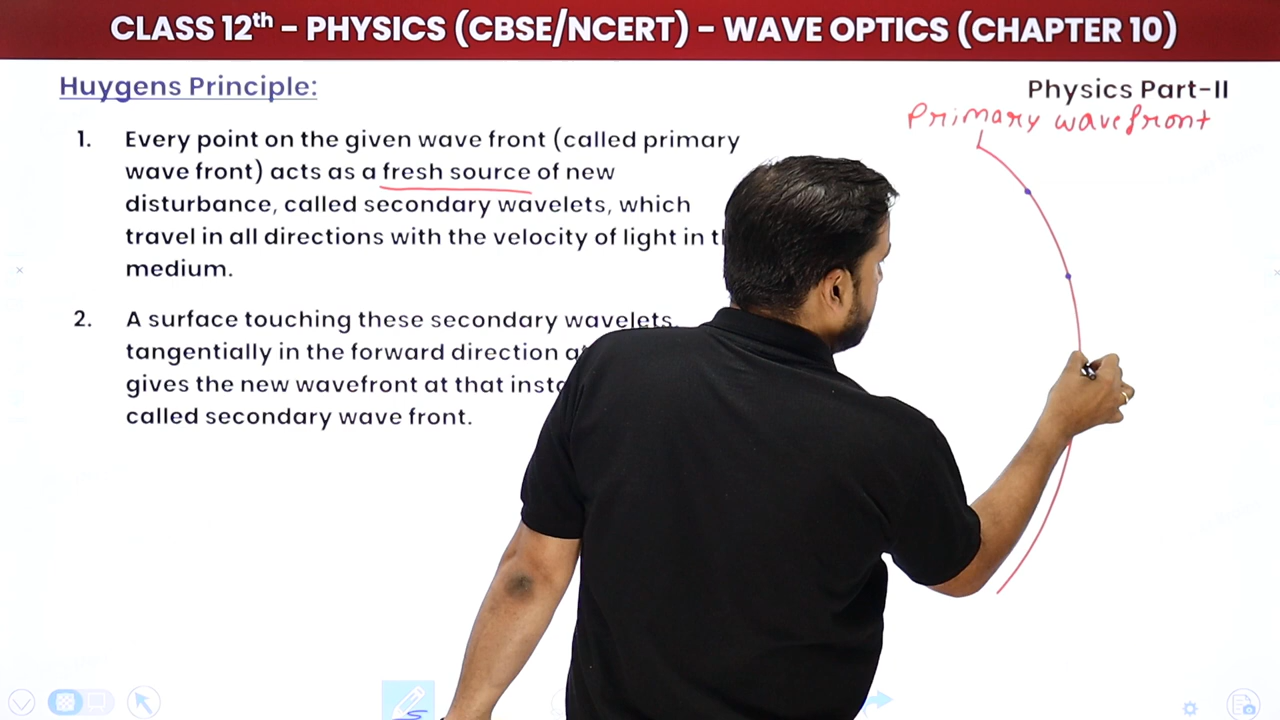 CLASS 12th – PHYSICS (CBSE/NCERT) – WAVE OPTICS (CHAPTER 10)
Huygens Principle:
Physics Part-II
Primary wavefront
1. Every point on the given wave front (called primary
wave front) acts as a fresh source of new
disturbance, called secondary wavelets, which
travel in all directions with the velocity of light in
medium.
2. A surface touching these secondary wavelets,
tangentially in the forward direction
gives the new wavefront at that
called secondary wave front.